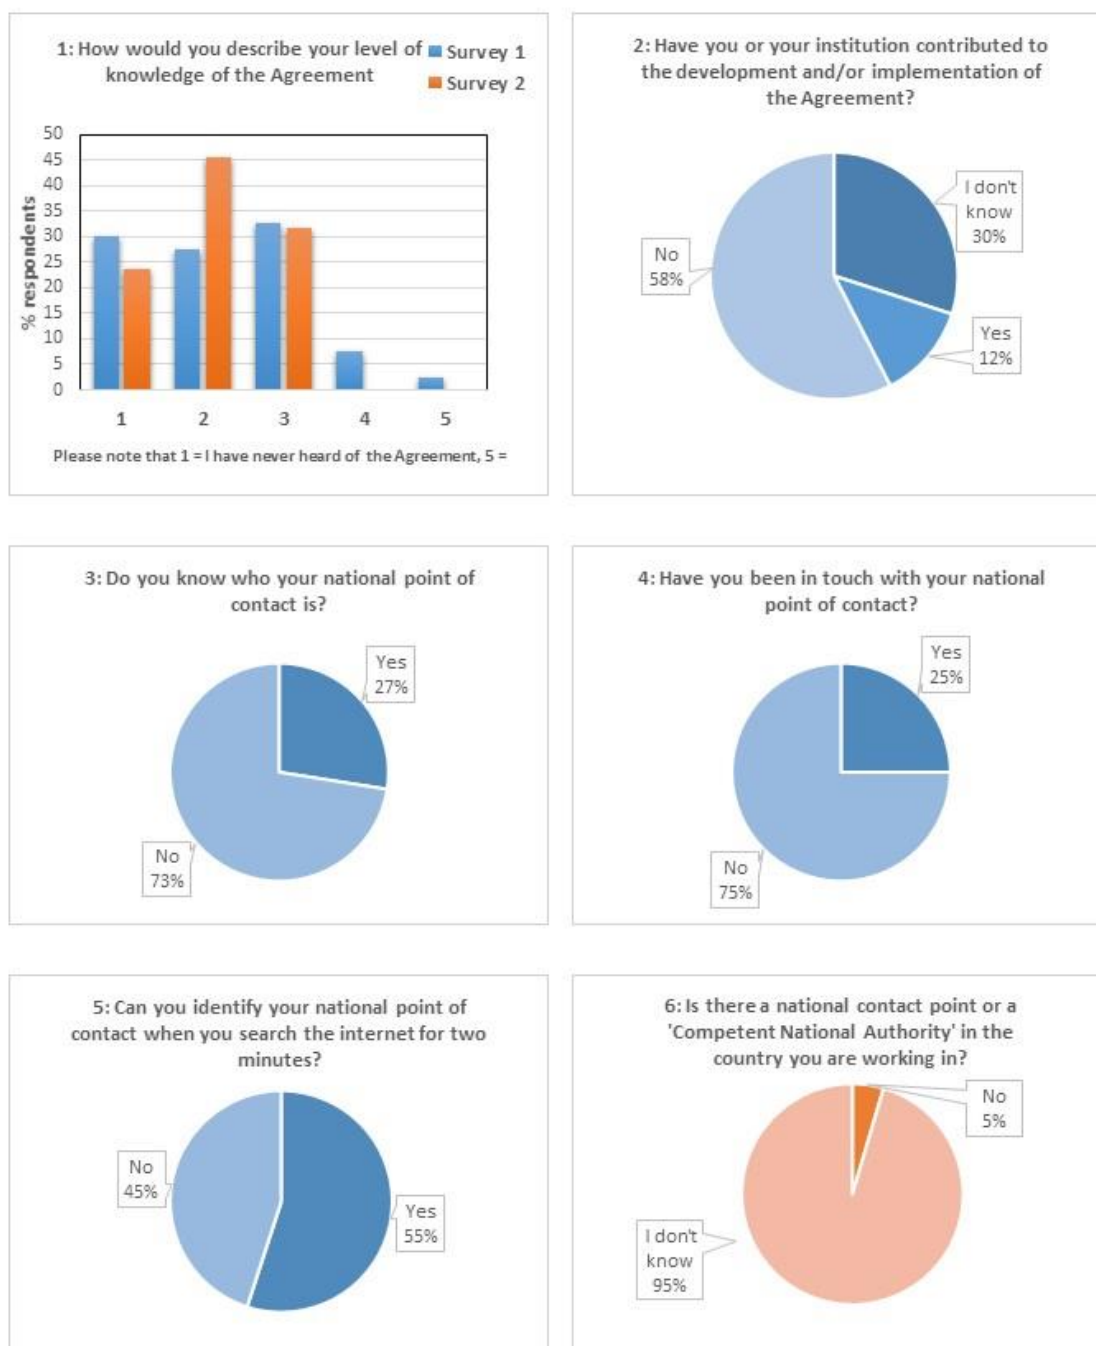 1: How would you describe your level of
knowledge of the Agreement
Survey 1
Survey 2
50
45
40
35
30
25
20
15
10
5
0
% respondents
1 2 3 4 5
Please note that 1 = I have never heard of the Agreement, 5 =
2: Have you or your institution contributed to
the development and/or implementation of
the Agreement?
I don't
know
30%
No
58%
Yes
12%
3: Do you know who your national point of
contact is?
Yes
27%
No
73%
4: Have you been in touch with your national
point of contact?
Yes
25%
No
75%
5: Can you identify your national point of
contact when you search the internet for two
minutes?
No
45%
Yes
55%
6: Is there a national contact point or a
'Competent National Authority' in the
country you are working in?
No
5%
I don't
know
95%